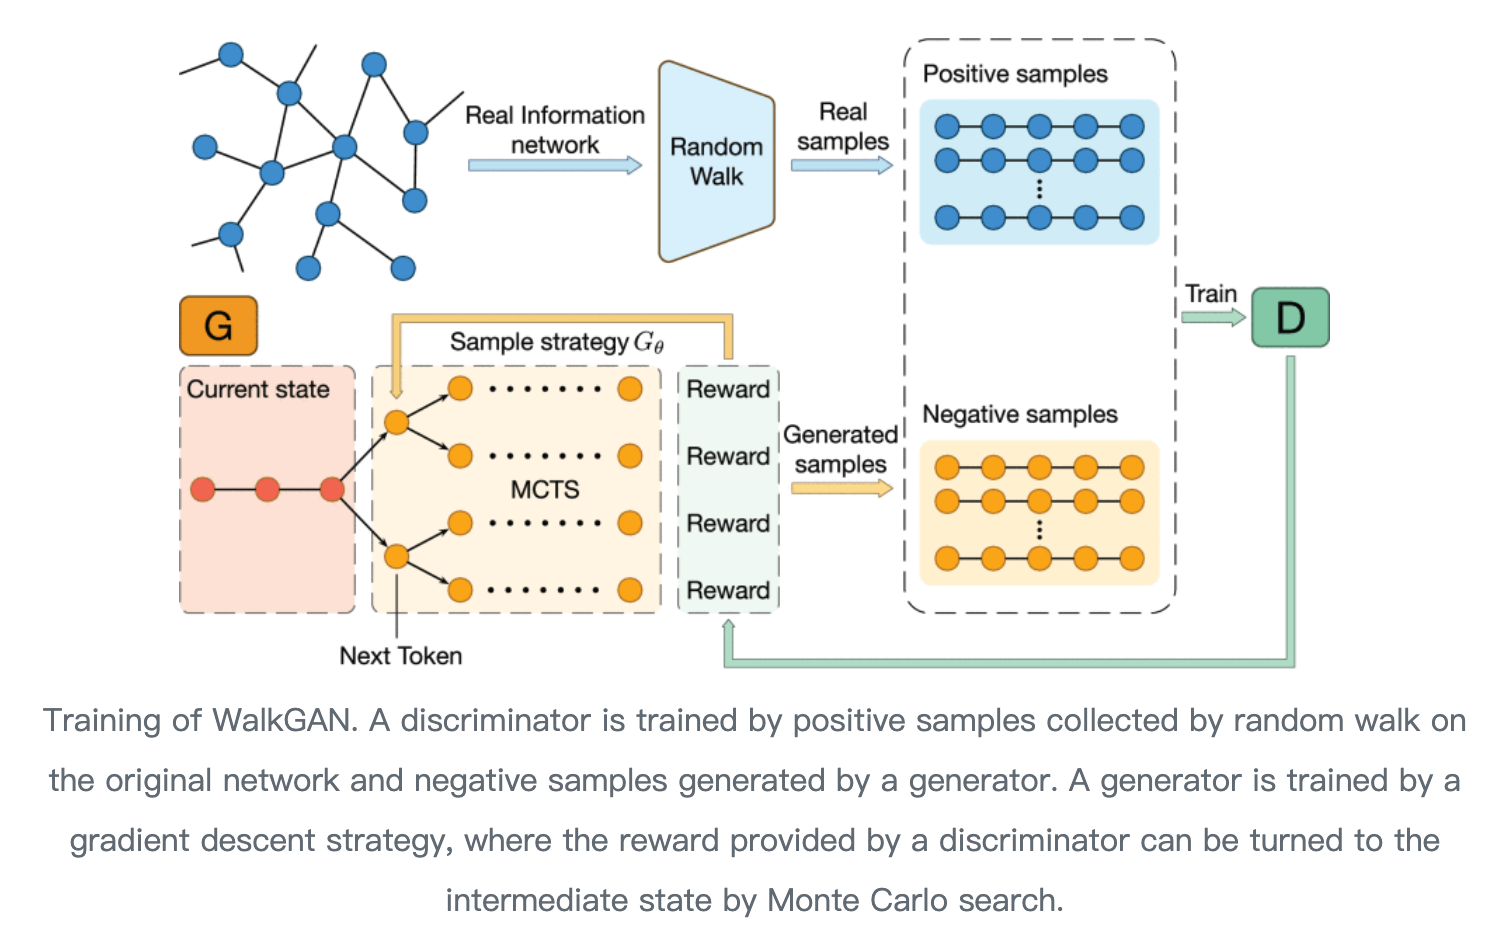 Real Information
network
Random
Walk
Real
samples
Positive samples
G
Sample strategy Gθ
Train
D
Current state
Reward
Negative samples
Generated
samples
Reward
MCTS
Reward
Reward
Next Token
Training of WalkGAN. A discriminator is trained by positive samples collected by random walk on
the original network and negative samples generated by a generator. A generator is trained by a
gradient descent strategy, where the reward provided by a discriminator can be turned to the
intermediate state by Monte Carlo search.